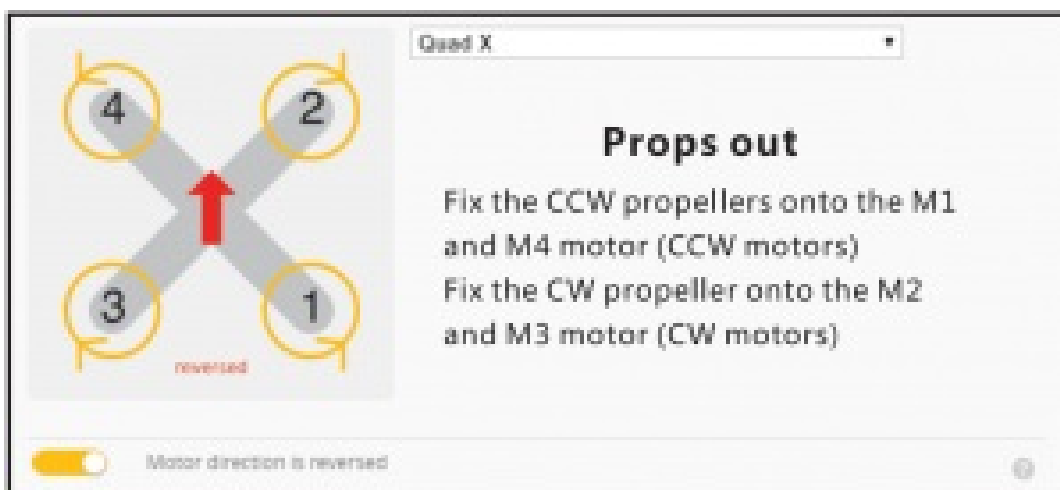 Quad X
4
2
3
1
reversed
Props out
Fix the CCW propellers onto the M1
and M4 motor (CCW motors)
Fix the CW propeller onto the M2
and M3 motor (CW motors)
Motor direction is reversed
?